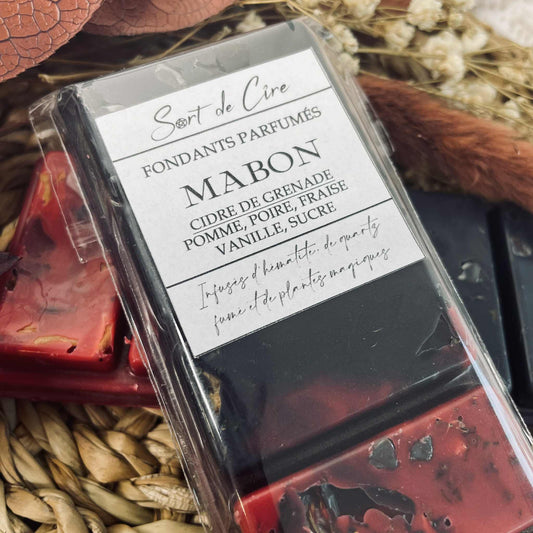 Sort de Cîre
FONDANTS PARFUMÉS
MABON
CIDRE DE GRENADE
POMME, POIRE, FRAISE
VANILLE, SUCRE
Infusés d'hématite, de quartz
fumé et de plantes magiques